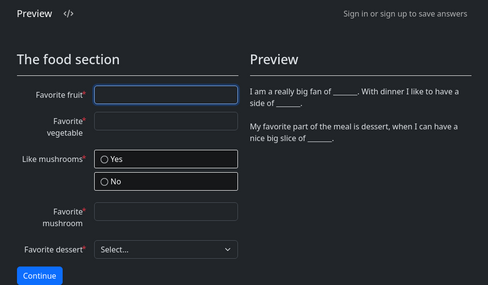 Preview </> Sign in or sign up to save answers
The food section
Favorite fruit*
Favorite
vegetable*
Like mushrooms*
Yes
No
Favorite
mushroom*
Favorite dessert* Select...
Continue
Preview
I am a really big fan of ______. With dinner I like to have a
side of ______.
My favorite part of the meal is dessert, when I can have a
nice big slice of ______.